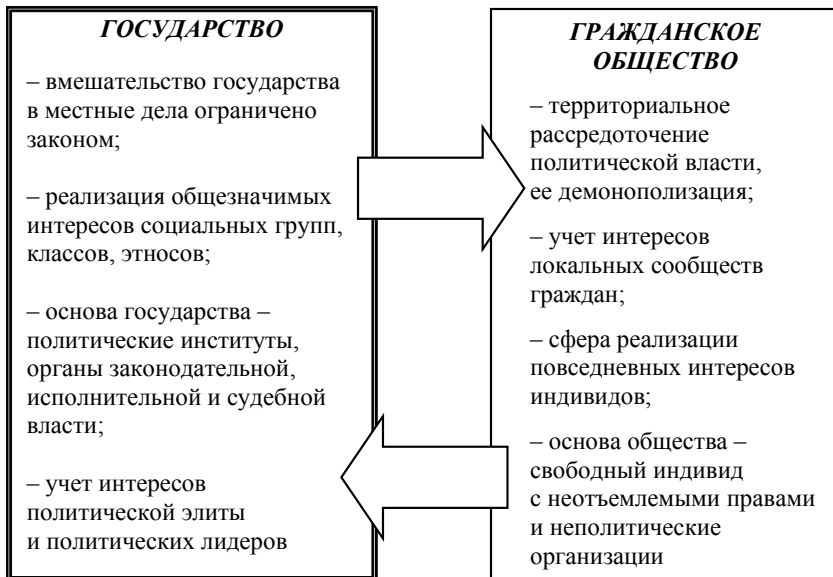 ГОСУДАРСТВО
– вмешательство государства
в местные дела ограничено
законом;
– реализация общезначимых
интересов социальных групп,
классов, этносов;
– основа государства –
политические институты,
органы законодательной,
исполнительной и судебной
власти;
– учет интересов
политической элиты
и политических лидеров
ГРАЖДАНСКОЕ
ОБЩЕСТВО
– территориальное
рассредоточение
политической власти,
ее демонополизация;
– учет интересов
локальных сообществ
граждан;
– сфера реализации
повседневных интересов
индивидов;
– основа общества –
свободный индивид
с неотъемлемыми правами
и неполитические
организации